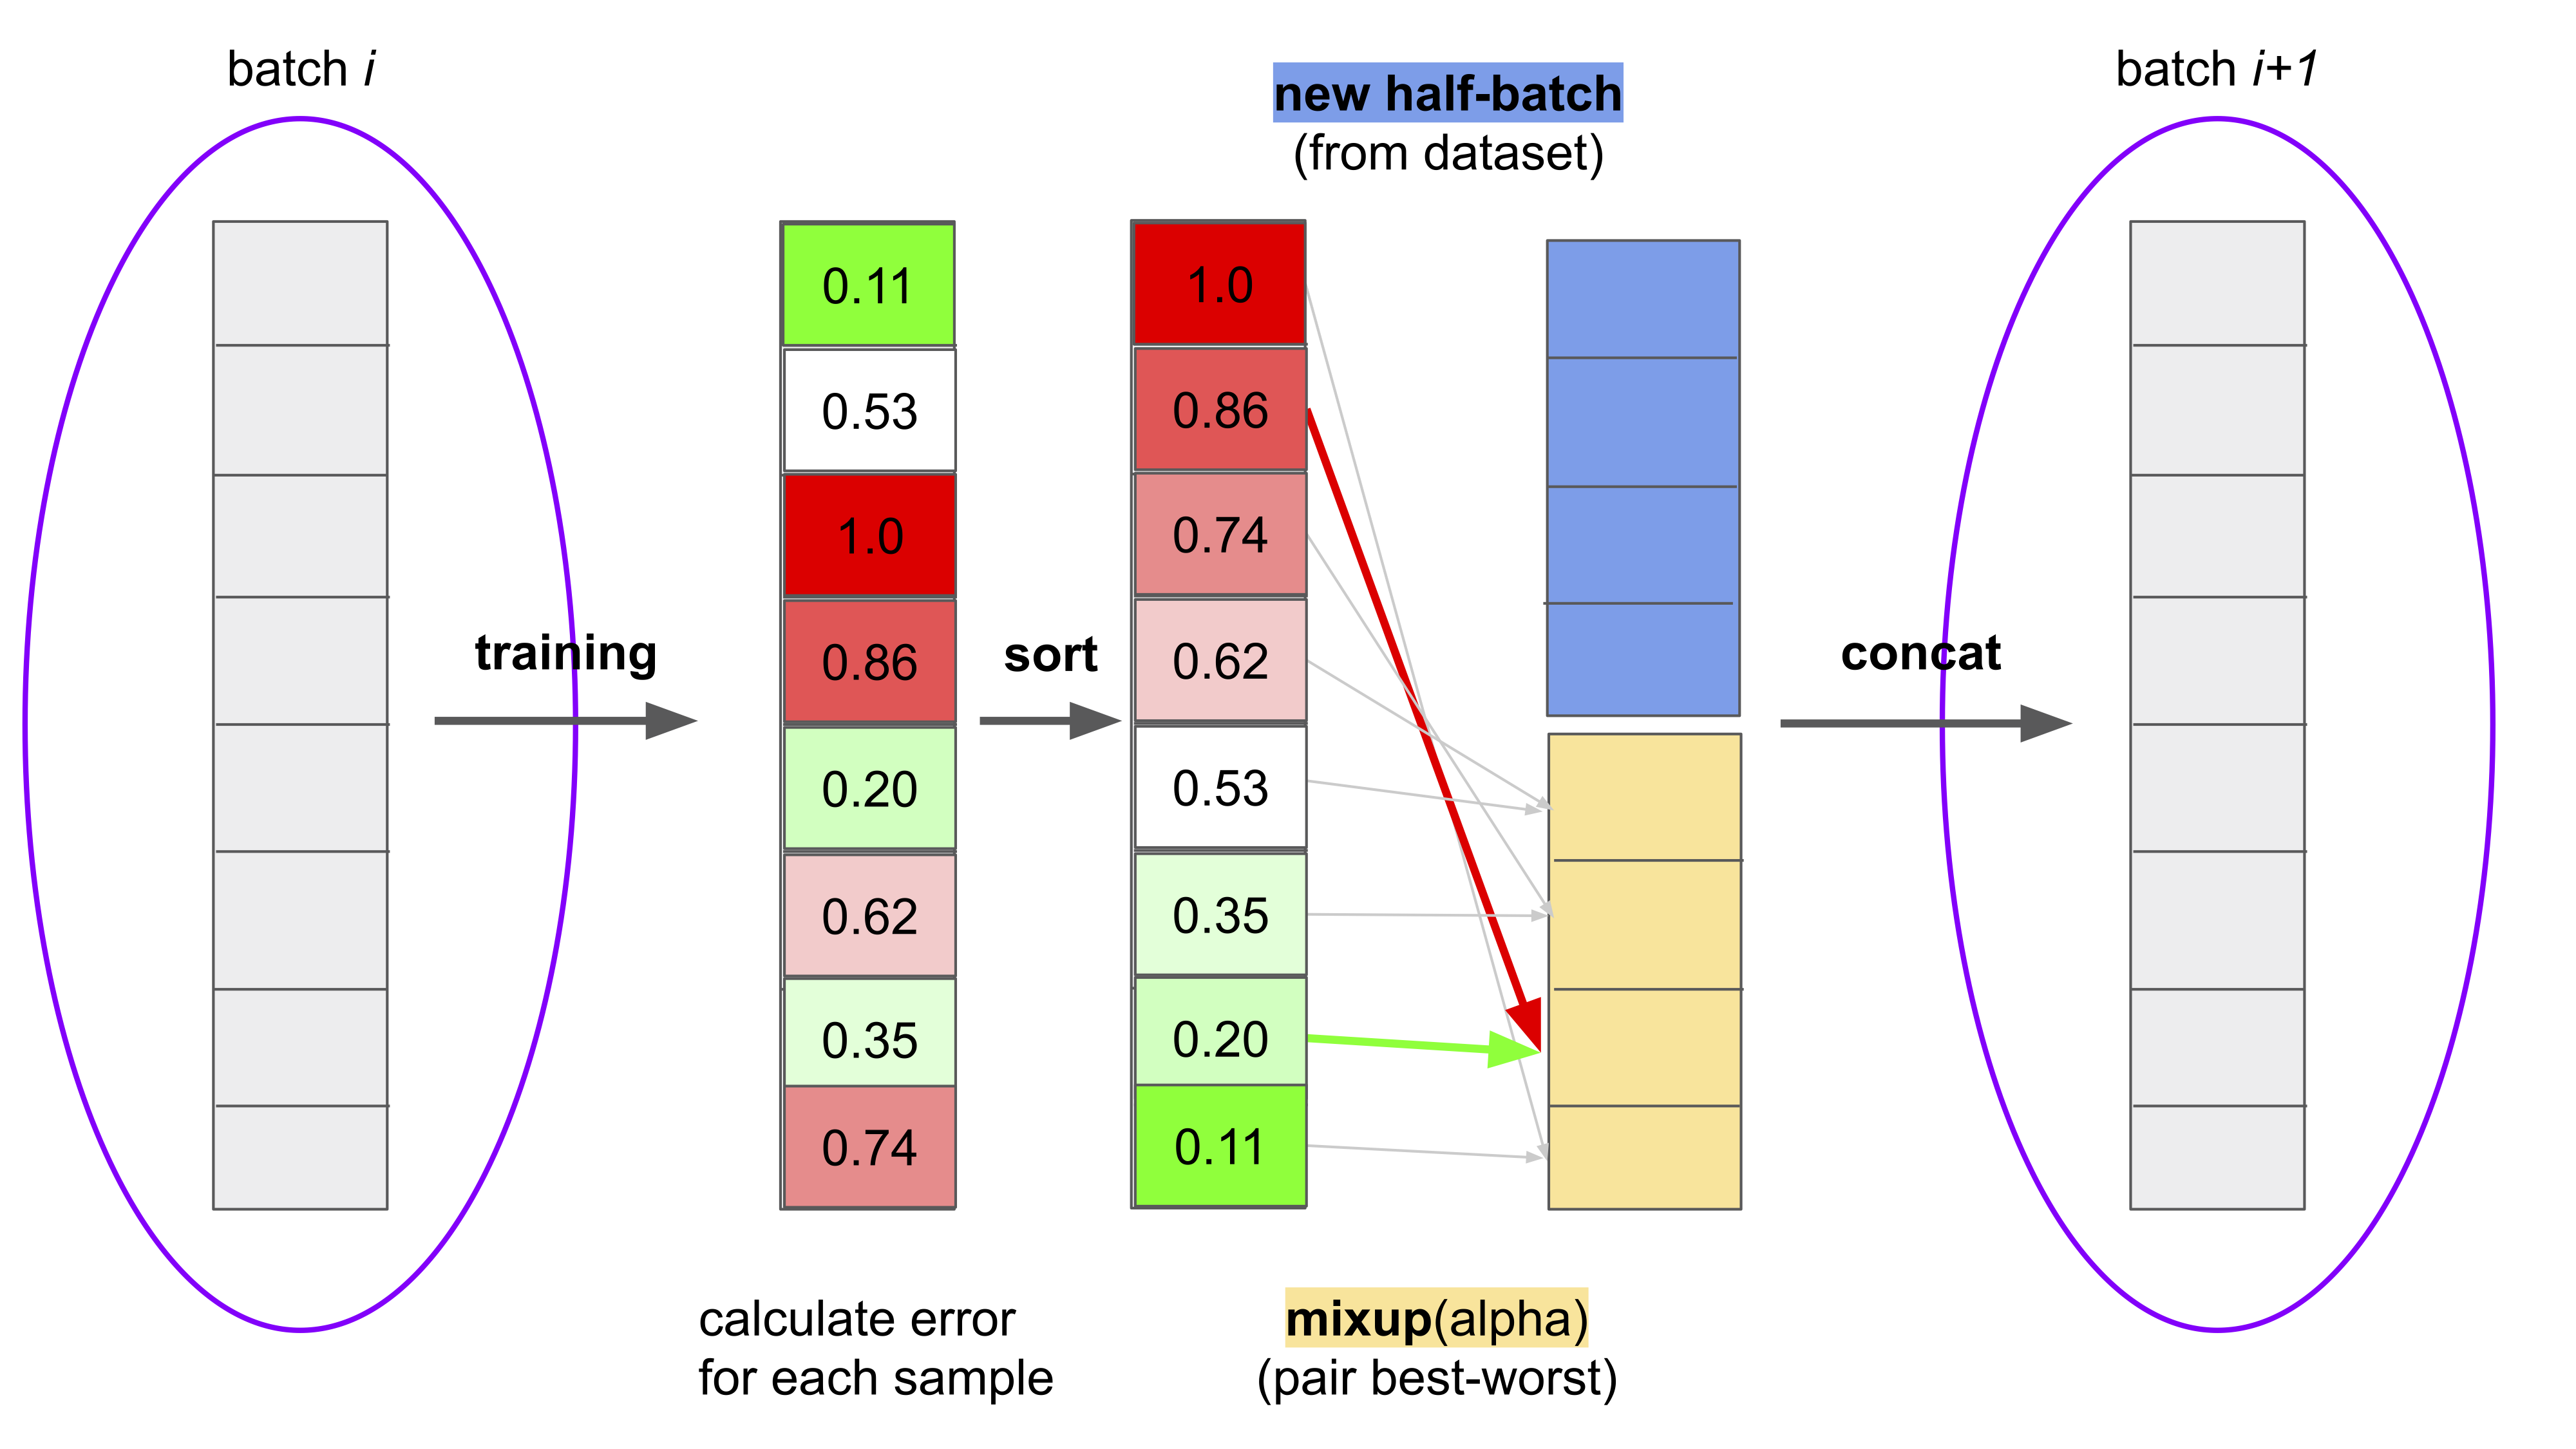 batch i
new half-batch
(from dataset)
batch i+1
training
0.11
0.53
1.0
0.86
0.20
0.62
0.35
0.74
sort
1.0
0.86
0.74
0.62
0.53
0.35
0.20
0.11
concat
calculate error
for each sample
mixup(alpha)
(pair best-worst)